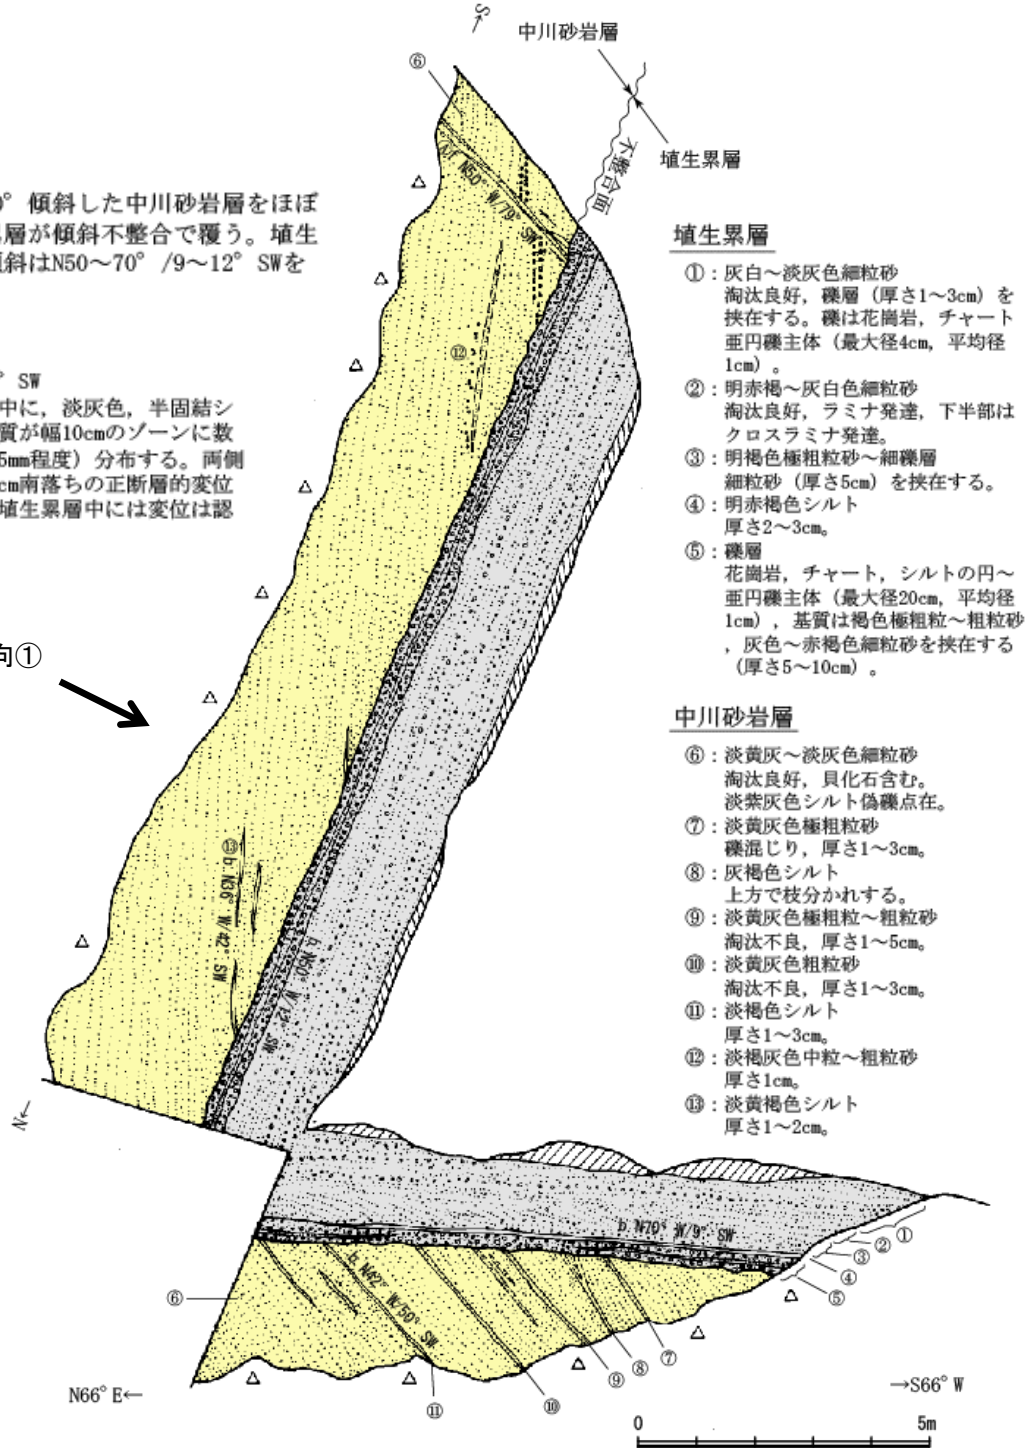 S
中川砂岩層
⑥
埴生累層
不整合面
f N50° W/79° SW
° 傾斜した中川砂岩層をほぼ
層が傾斜不整合で覆う。埴生
斜はN50～70° /9～12° SWを
° SW
中に，淡灰色，半固結シ
質が幅10cmのゾーンに数
5mm程度）分布する。両側
cm南落ちの正断層的変位
埴生累層中には変位は認
向①
⑫
⑬
b. N36° W/42° SW
b. N50° W/12° SW
N
埴生累層
①：灰白～淡灰色細粒砂
淘汰良好，礫層（厚さ1～3cm）を
挟在する。礫は花崗岩，チャート
亜円礫主体（最大径4cm，平均径
1cm）。
②：明赤褐～灰白色細粒砂
淘汰良好，ラミナ発達，下半部は
クロスラミナ発達。
③：明褐色極粗粒砂～細礫層
細粒砂（厚さ5cm）を挟在する。
④：明赤褐色シルト
厚さ2～3cm。
⑤：礫層
花崗岩，チャート，シルトの円～
亜円礫主体（最大径20cm，平均径
1cm），基質は褐色極粗粒～粗粒砂
，灰色～赤褐色細粒砂を挟在する
（厚さ5～10cm）。
中川砂岩層
⑥：淡黄灰～淡灰色細粒砂
淘汰良好，貝化石含む。
淡紫灰色シルト偽礫点在。
⑦：淡黄灰色極粗粒砂
礫混じり，厚さ1～3cm。
⑧：灰褐色シルト
上方で枝分かれする。
⑨：淡黄灰色極粗粒～粗粒砂
淘汰不良，厚さ1～5cm。
⑩：淡黄灰色粗粒砂
淘汰不良，厚さ1～3cm。
⑪：淡褐色シルト
厚さ1～3cm。
⑫：淡褐灰色中粒～粗粒砂
厚さ1cm。
⑬：淡黄褐色シルト
厚さ1～2cm。
b. N70° W/9° SW
①
②
③
④
⑤
b. N42° W/50° SW
⑥
⑦
⑧
⑨
⑩
⑪
N66° E←
→S66° W
0 5m